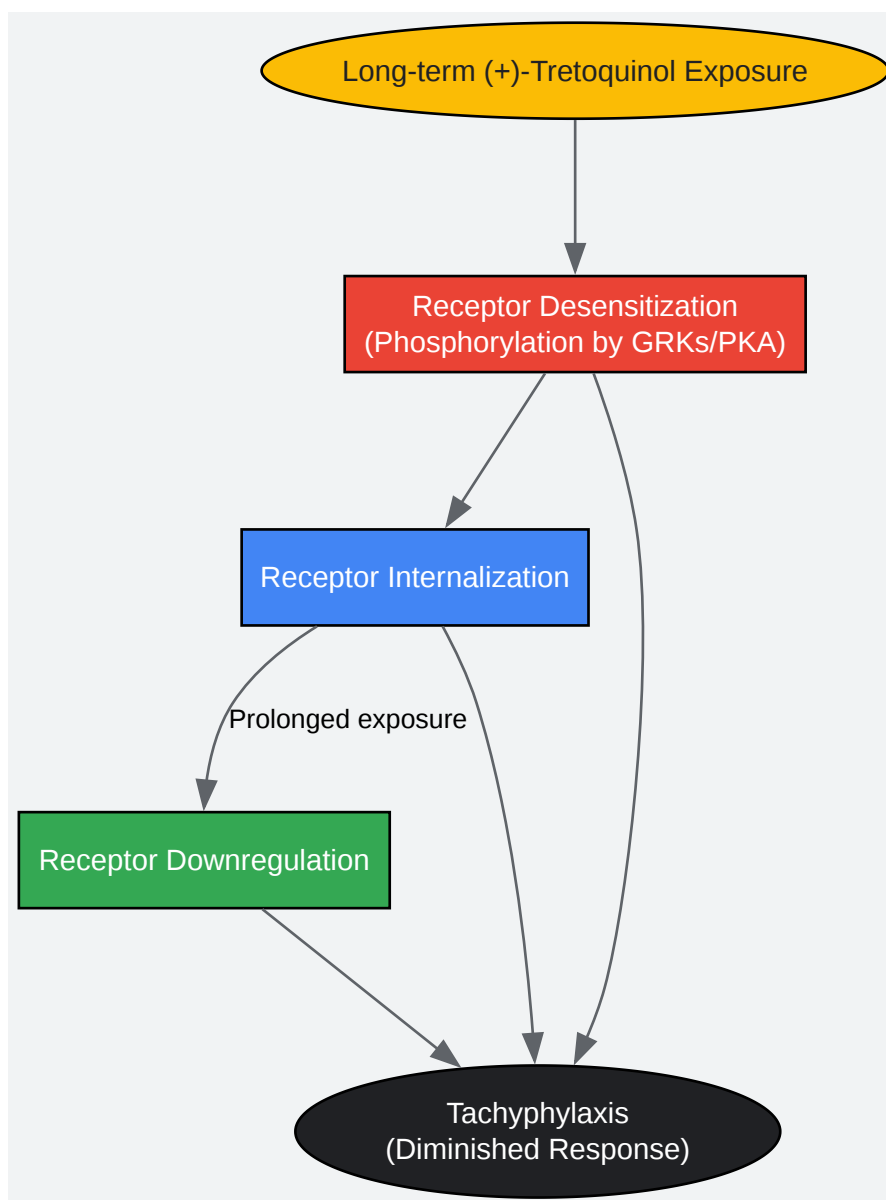 Long-term (+)-Tretoquinol Exposure
Receptor Desensitization
(Phosphorylation by GRKs/PKA)
Receptor Internalization
Prolonged exposure
Receptor Downregulation
Tachyphylaxis
(Diminished Response)